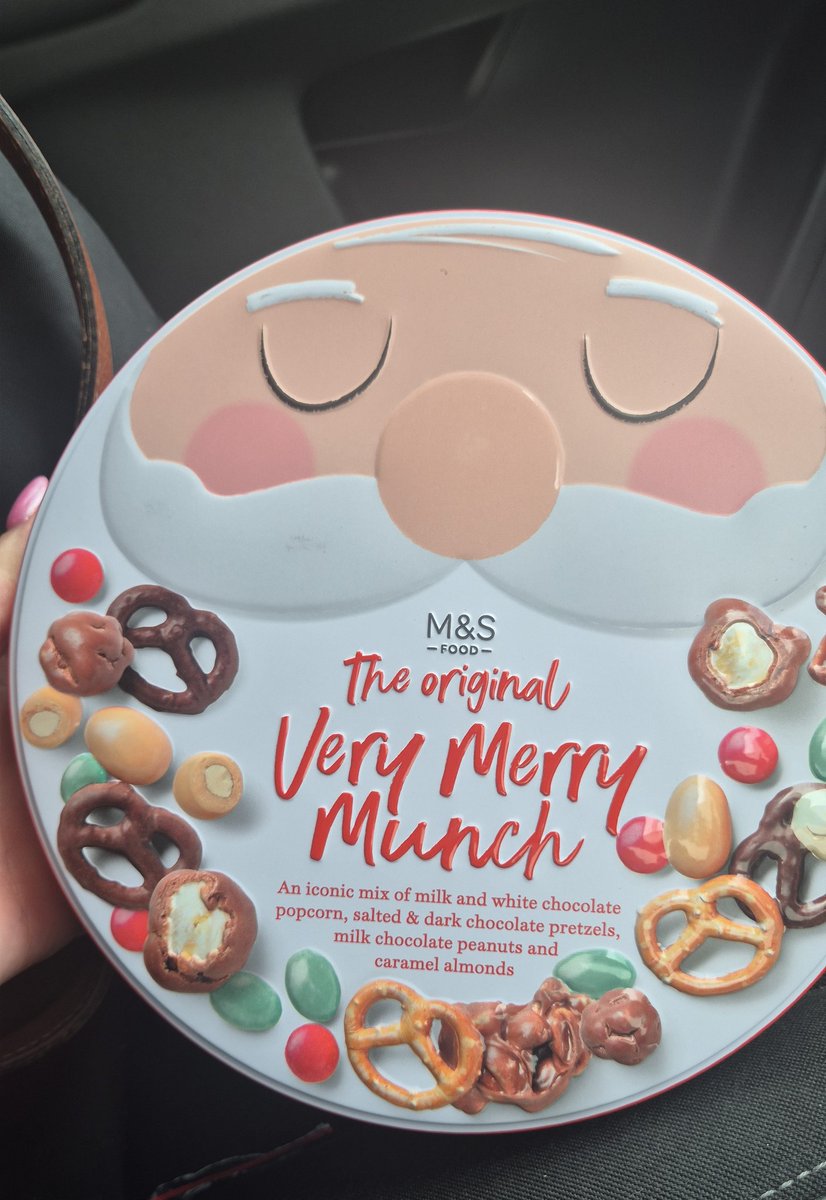 M&S
FOOD
The original
Very Merry
Munch
An iconic mix of milk and white chocolate
popcorn, salted & dark chocolate pretzels,
milk chocolate peanuts and
caramel almonds